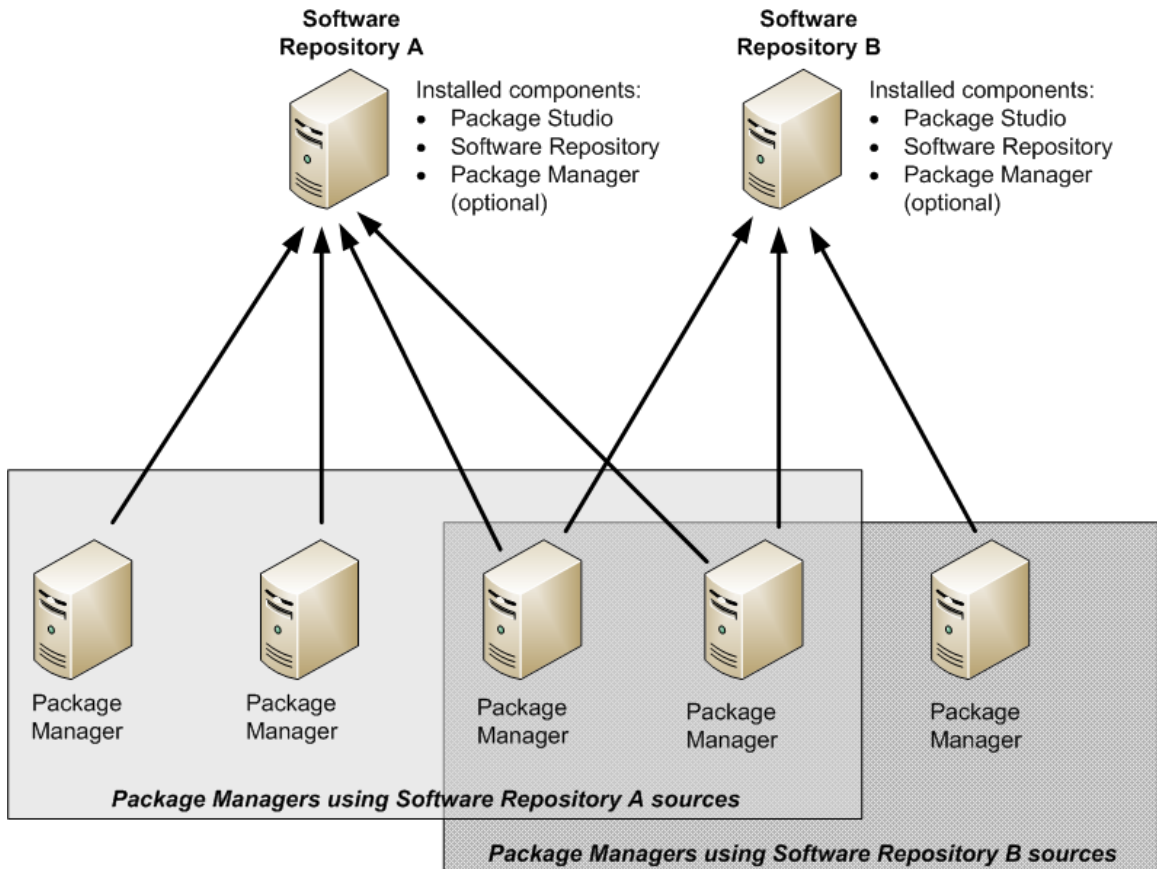 Software
Repository A
Installed components:
• Package Studio
• Software Repository
• Package Manager
(optional)
Software
Repository B
Installed components:
• Package Studio
• Software Repository
• Package Manager
(optional)
Package
Manager
Package
Manager
Package
Manager
Package
Manager
Package
Manager
Package Managers using Software Repository A sources
Package Managers using Software Repository B sources